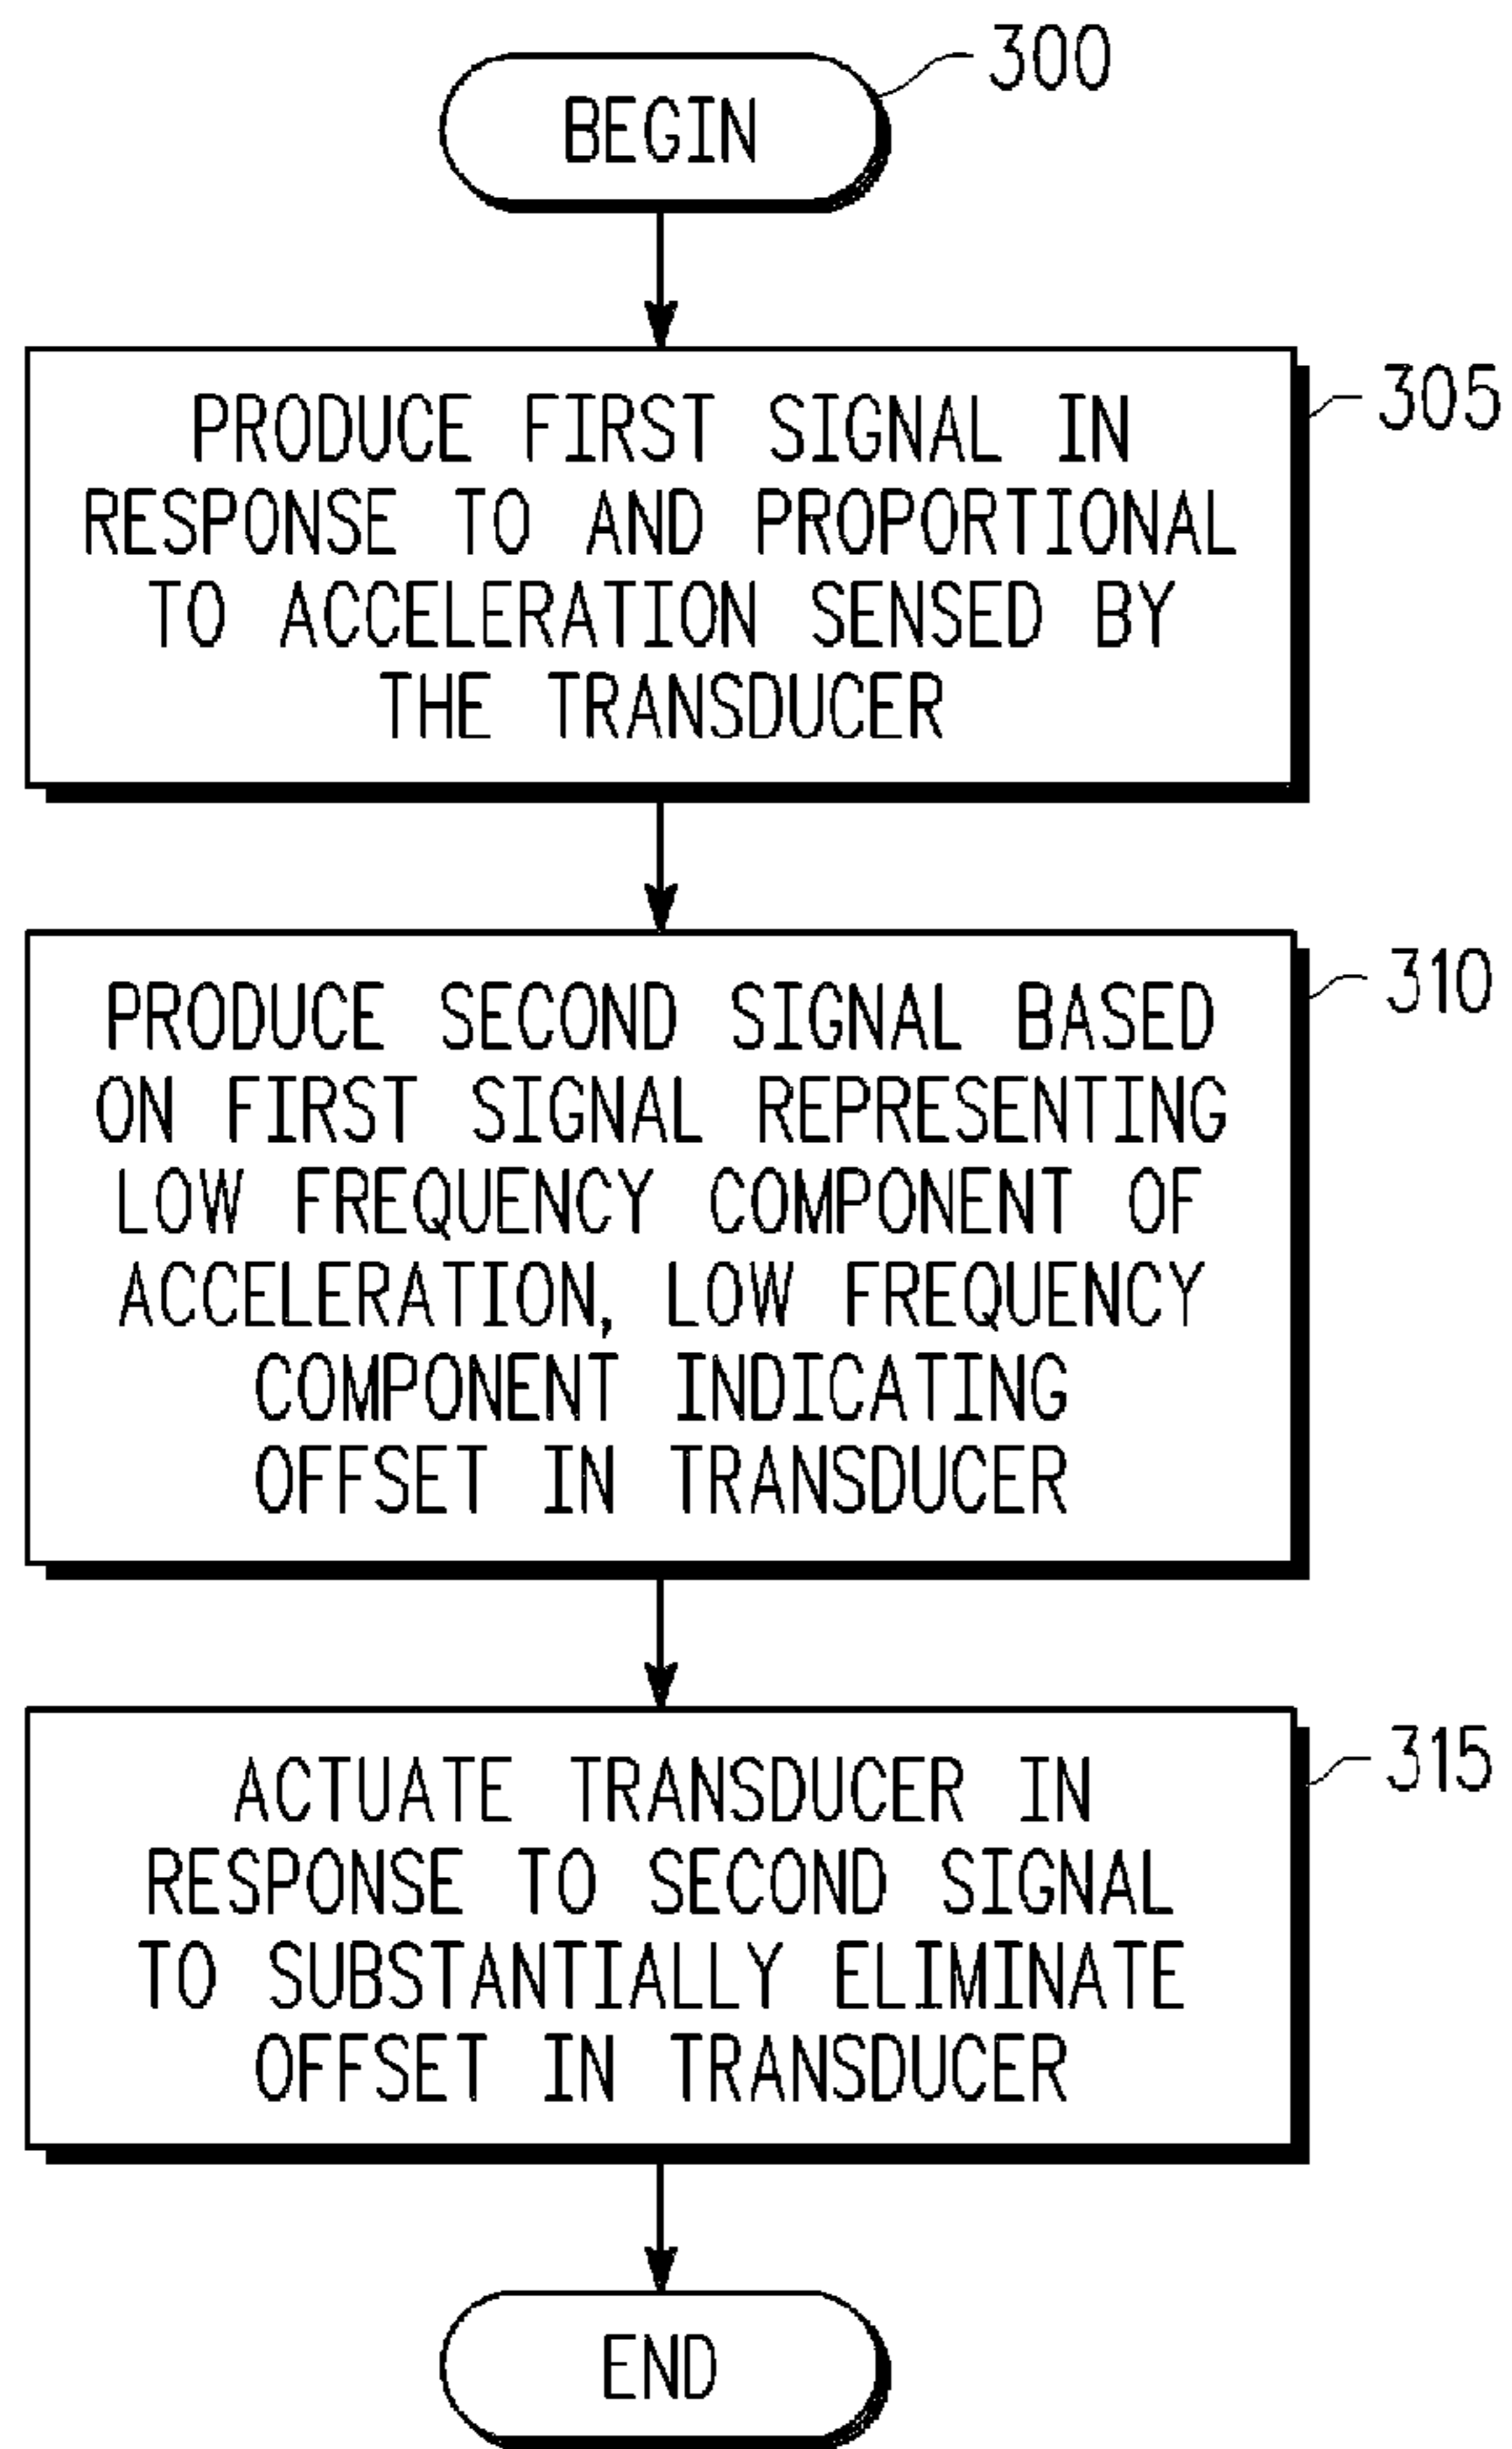 300
BEGIN
305
PRODUCE FIRST SIGNAL IN
RESPONSE TO AND PROPORTIONAL
TO ACCELERATION SENSED BY
THE TRANSDUCER
310
PRODUCE SECOND SIGNAL BASED
ON FIRST SIGNAL REPRESENTING
LOW FREQUENCY COMPONENT OF
ACCELERATION, LOW FREQUENCY
COMPONENT INDICATING
OFFSET IN TRANSDUCER
315
ACTUATE TRANSDUCER IN
RESPONSE TO SECOND SIGNAL
TO SUBSTANTIALLY ELIMINATE
OFFSET IN TRANSDUCER
END